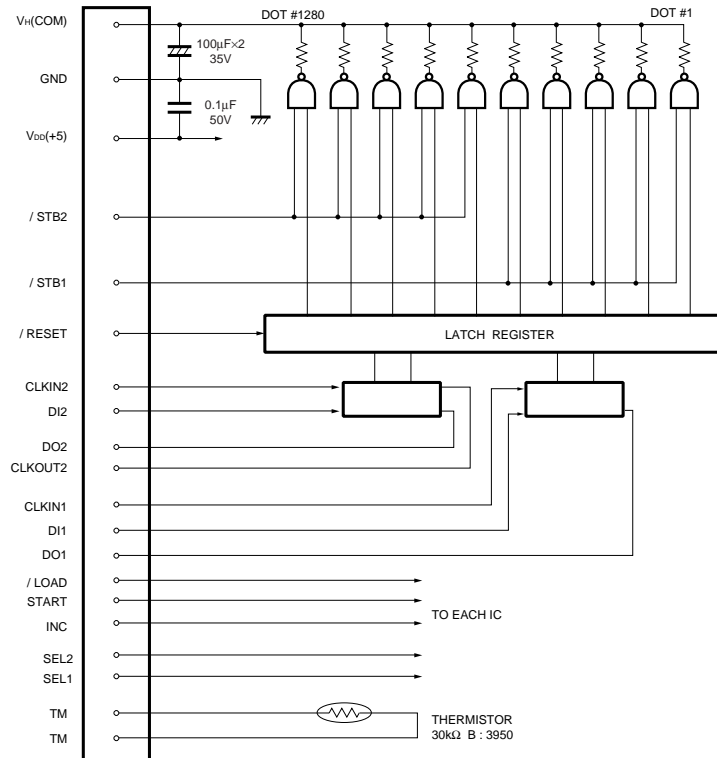 VH(COM)
DOT #1280
DOT #1
100μF×2
35V
GND
0.1μF
50V
VDD(+5)
/ STB2
/ STB1
/ RESET
LATCH REGISTER
CLKIN2
DI2
DO2
CLKOUT2
CLKIN1
DI1
DO1
/ LOAD
START
TO EACH IC
INC
SEL2
SEL1
TM
THERMISTOR
30kΩ B : 3950
TM